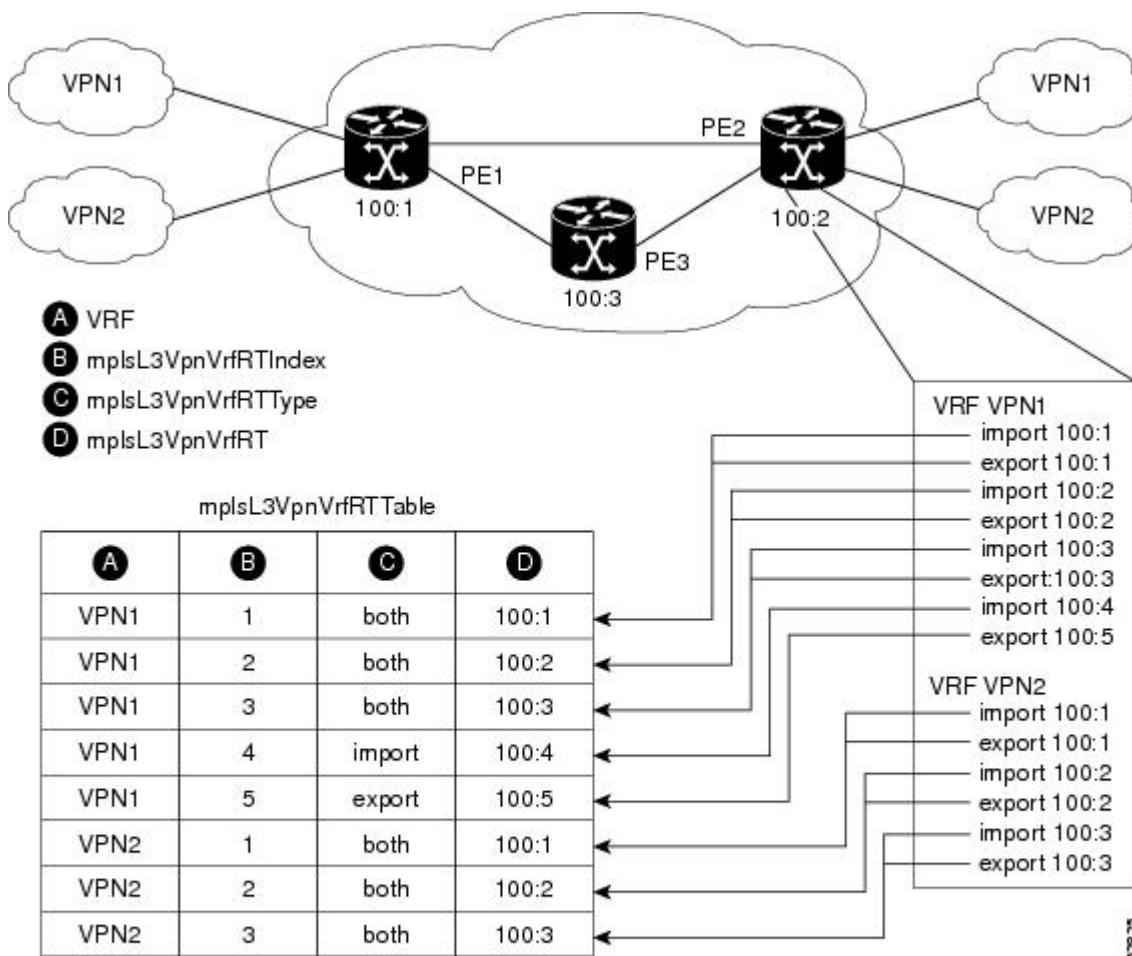 VPN1
VPN2
PE1
100:1
PE2
100:2
PE3
100:3
VPN1
VPN2
A VRF
B mplsL3VpnVrfRTIndex
C mplsL3VpnVrfRTType
D mplsL3VpnVrfRT
mplsL3VpnVrfRTTable
A B C D
VPN1 1 both 100:1
VPN1 2 both 100:2
VPN1 3 both 100:3
VPN1 4 import 100:4
VPN1 5 export 100:5
VPN2 1 both 100:1
VPN2 2 both 100:2
VPN2 3 both 100:3
VRF VPN1
import 100:1
export 100:1
import 100:2
export 100:2
import 100:3
export:100:3
import 100:4
export 100:5
VRF VPN2
import 100:1
export 100:1
import 100:2
export 100:2
import 100:3
export 100:3